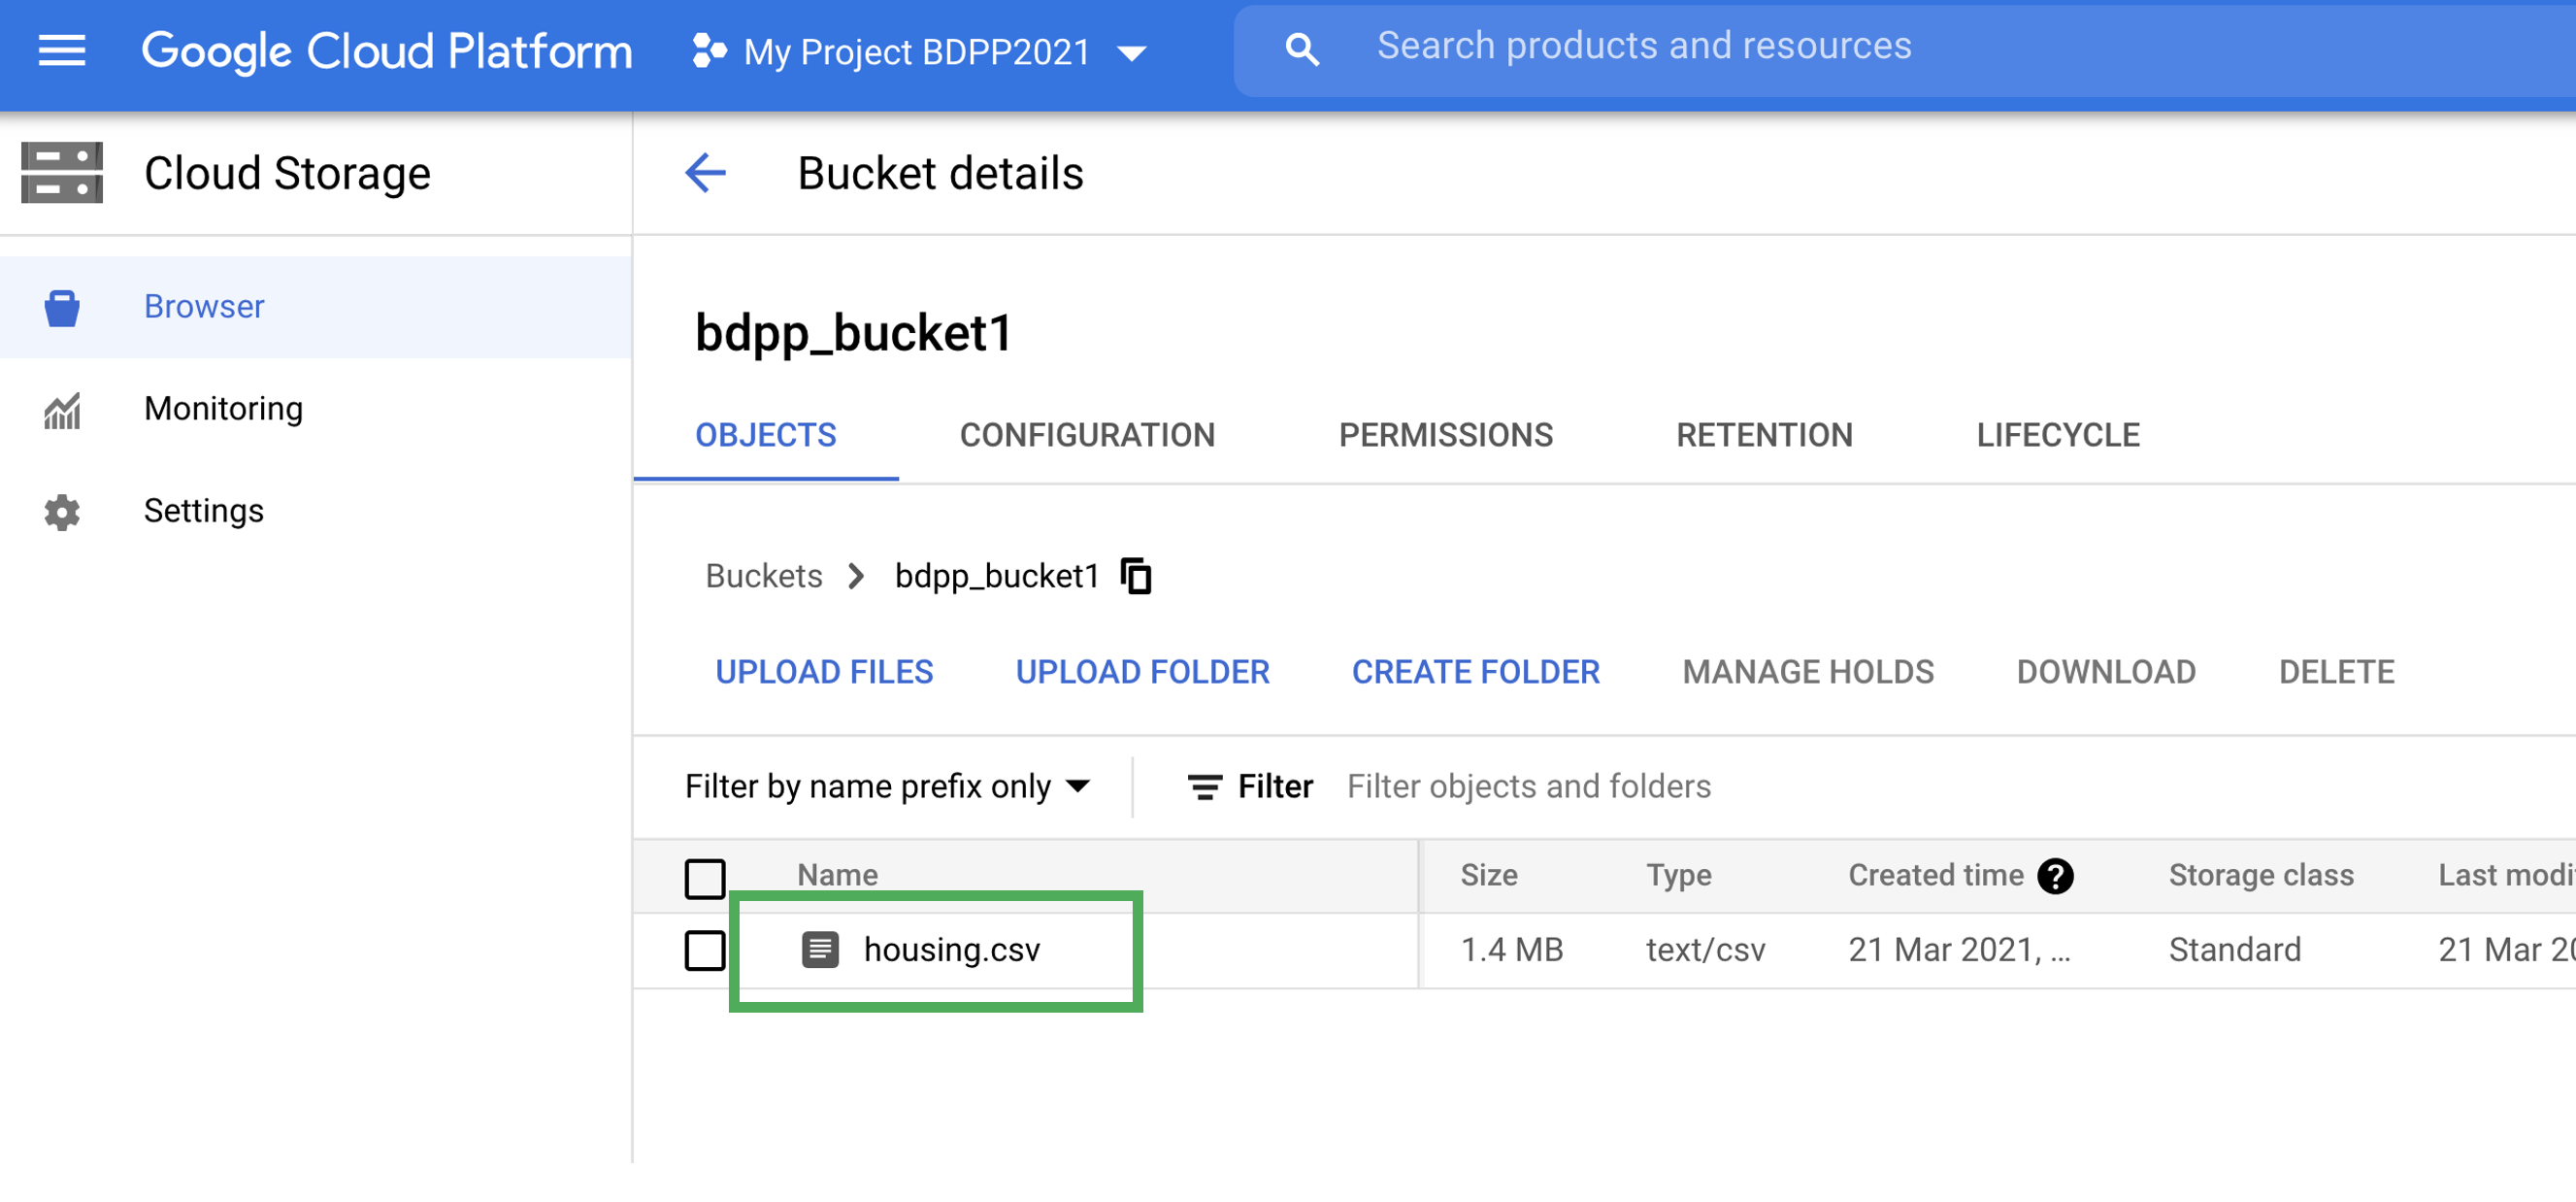 Google Cloud Platform
My Project BDPP2021
Search products and resources
Cloud Storage
Bucket details
Browser
Monitoring
Settings
bdpp_bucket1
OBJECTS CONFIGURATION PERMISSIONS RETENTION LIFECYCLE
Buckets bdpp_bucket1
UPLOAD FILES UPLOAD FOLDER CREATE FOLDER MANAGE HOLDS DOWNLOAD DELETE
Filter by name prefix only Filter Filter objects and folders
Name Size Type Created time ? Storage class Last modi
housing.csv 1.4 MB text/csv 21 Mar 2021, ... Standard 21 Mar 20